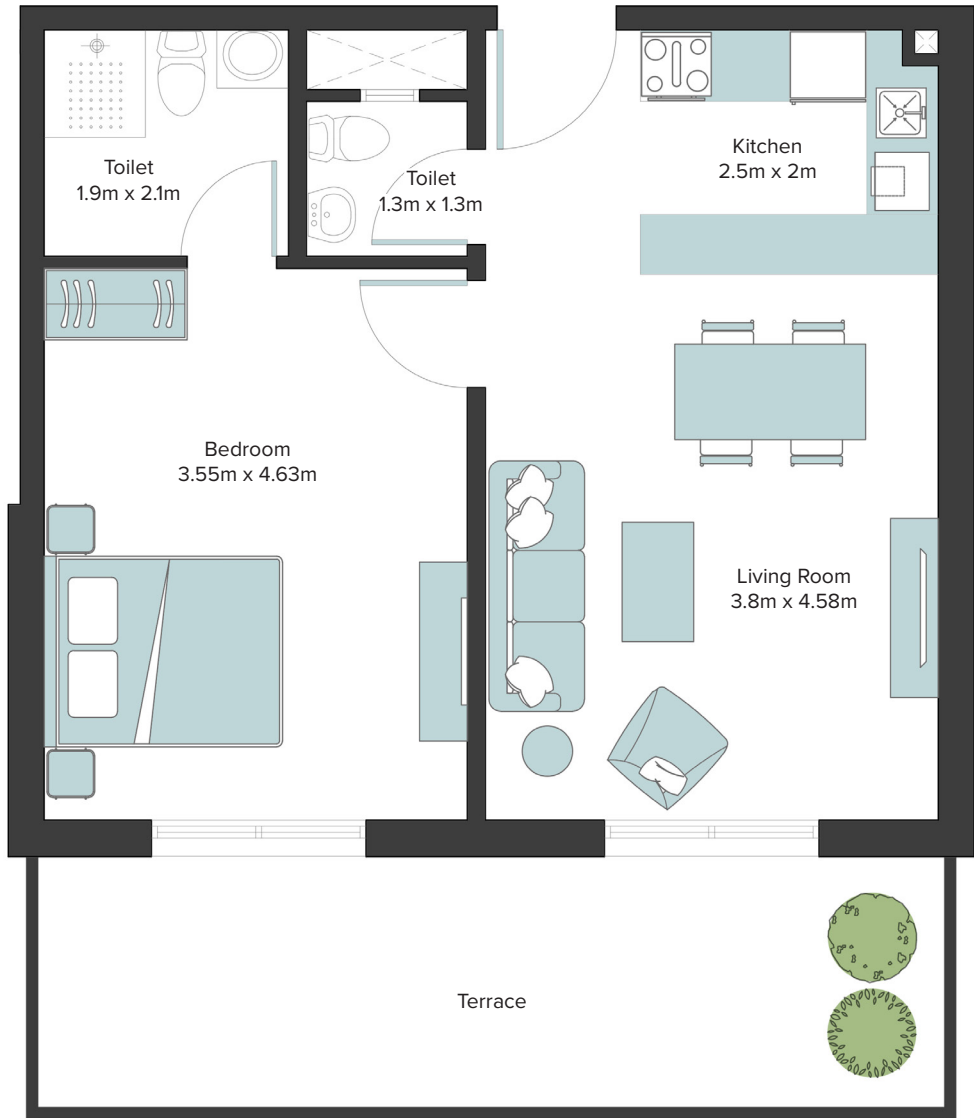 Toilet
1.9m x 2.1m
Toilet
1.3m x 1.3m
Kitchen
2.5m x 2m
Bedroom
3.55m x 4.63m
Living Room
3.8m x 4.58m
Terrace